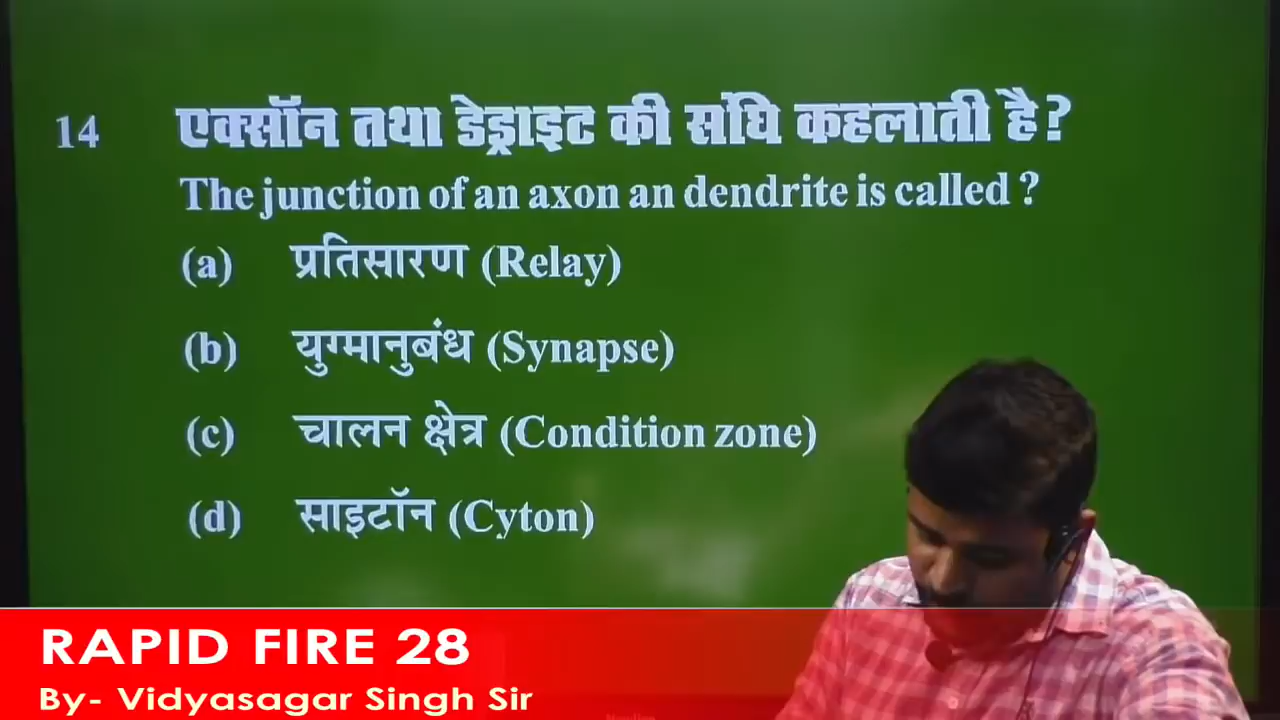 14 एक्सॉन तथा डेड्राइट की संघि कहलाती है?
The junction of an axon an dendrite is called ?
(a) प्रतिसारण (Relay)
(b) युग्मानुबंध (Synapse)
(c) चालन क्षेत्र (Condition zone)
(d) साइटॉन (Cyton)
RAPID FIRE 28
By- Vidyasagar Singh Sir